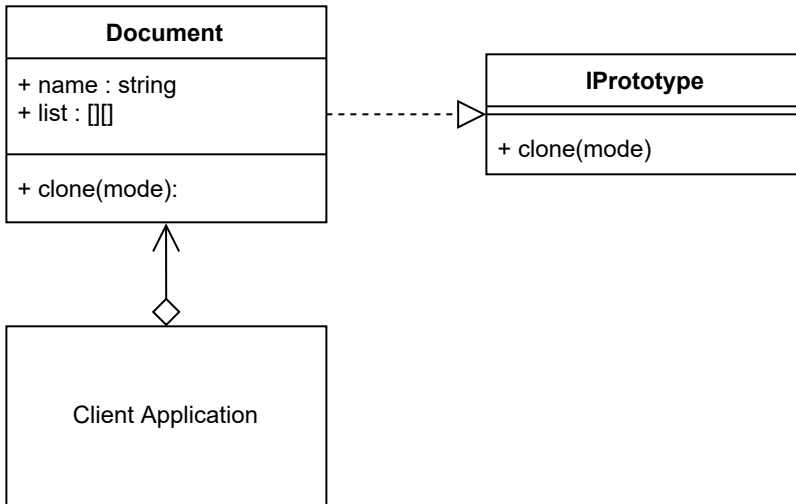 Document
+ name : string
+ list : [][]
+ clone(mode):
IPrototype
+ clone(mode)
Client Application